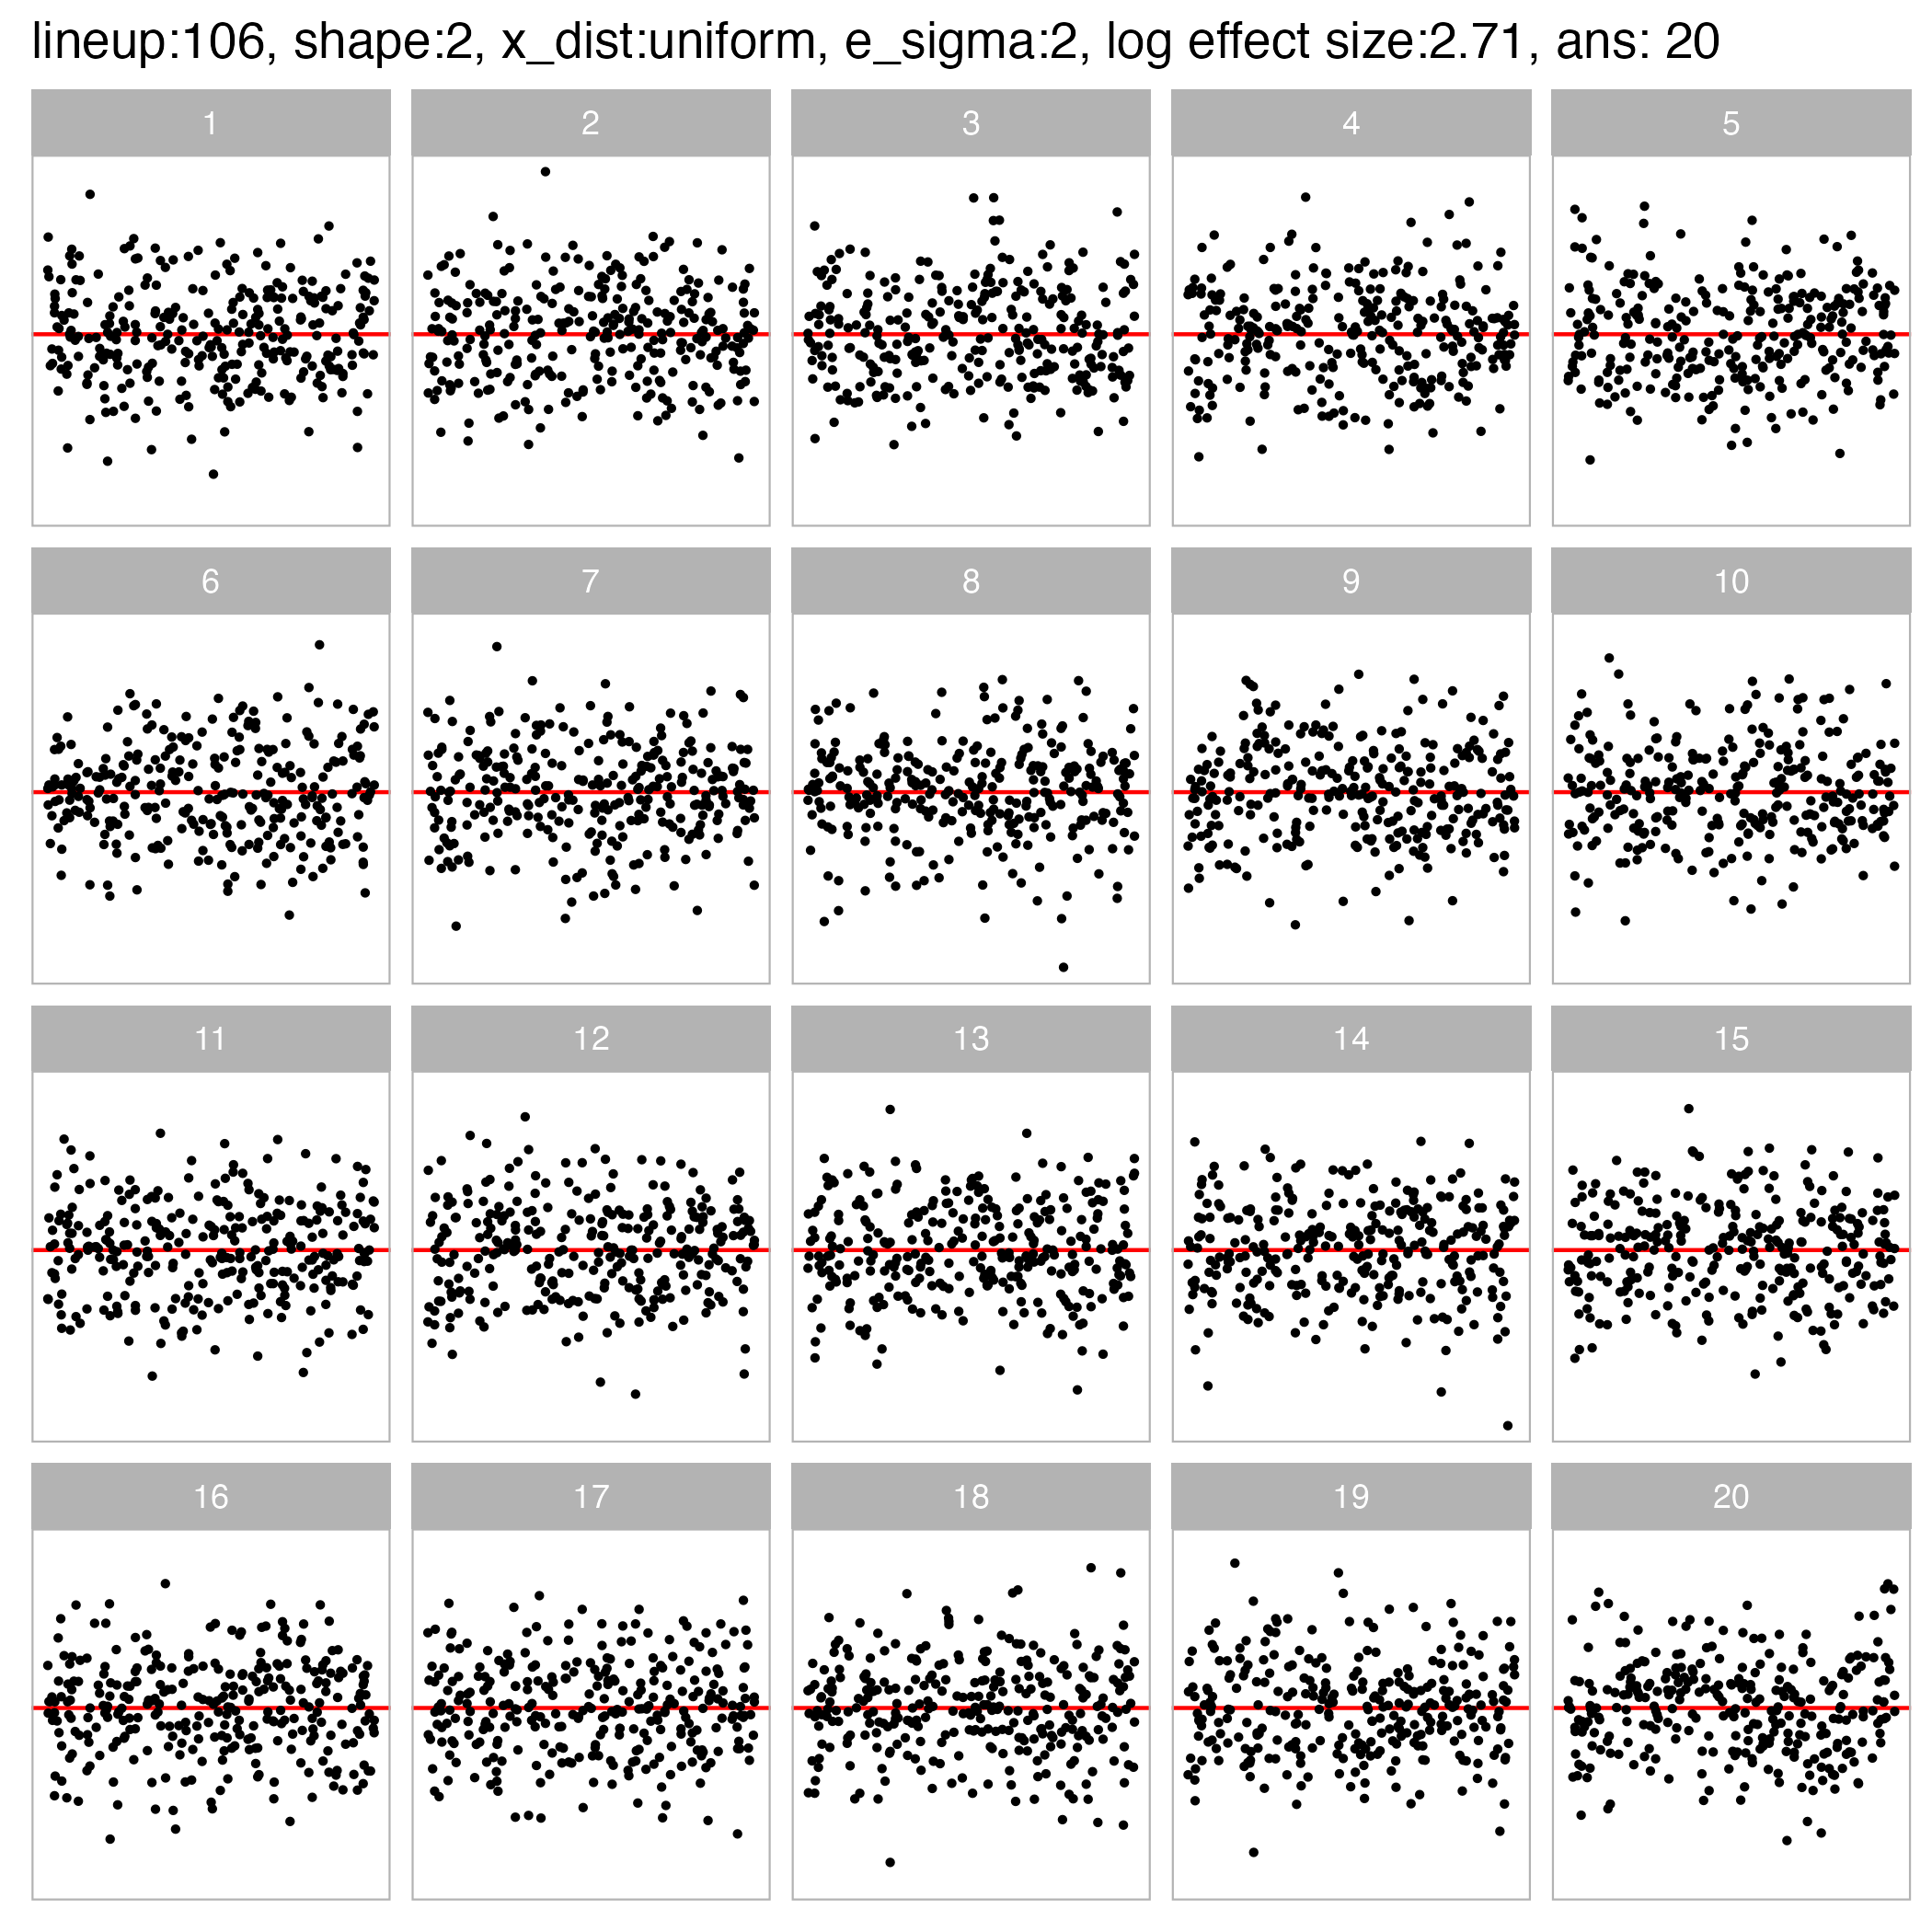 lineup:106, shape:2, x_dist:uniform, e_sigma:2, log effect size:2.71, ans: 20
1 2 3 4 5
6 7 8 9 10
11 12 13 14 15
16 17 18 19 20